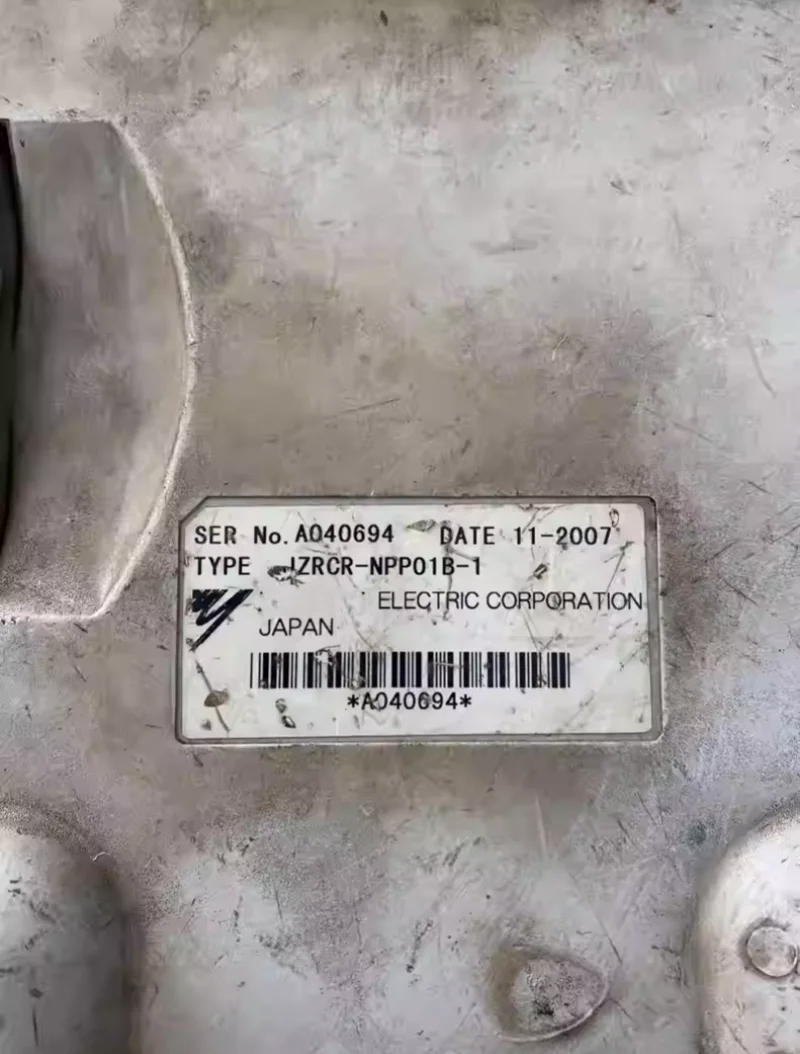 SER No. A040694 DATE 11-2007
TYPE JZRCR-NPP01B-1
ELECTRIC CORPORATION
JAPAN
*A040694*